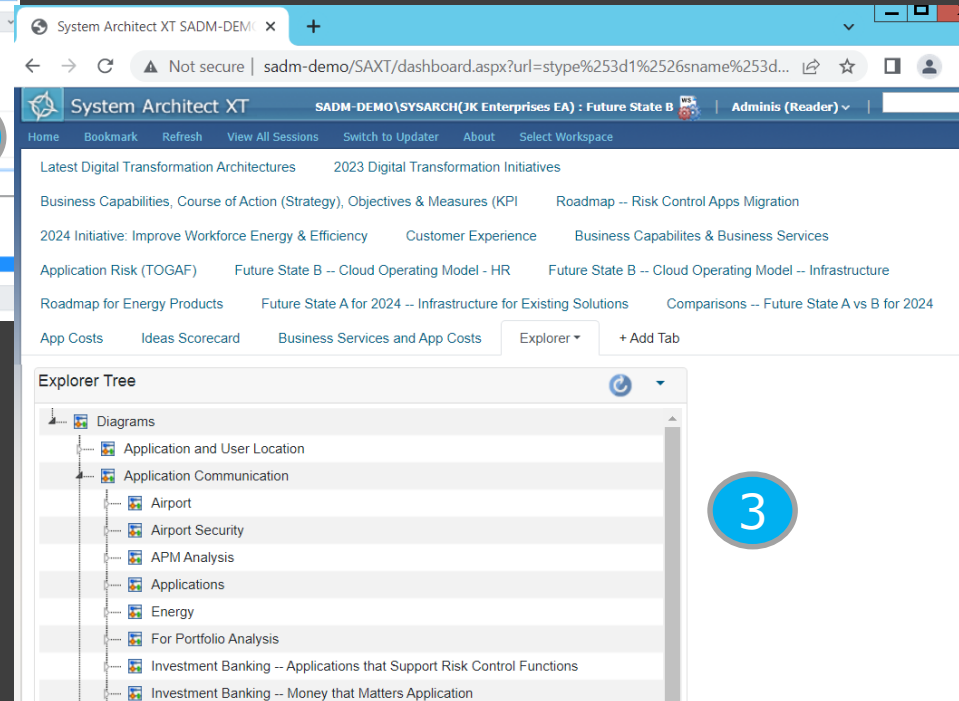 System Architect XT SADM-DEMO
Not secure | sadm-demo/SAXT/dashboard.aspx?url=stype%253d1%2526sname%253d...
System Architect XT SADM-DEMO\SYSARCH(JK Enterprises EA) : Future State B WS | Adminis (Reader) |
Home Bookmark Refresh View All Sessions Switch to Updater About Select Workspace
Latest Digital Transformation Architectures 2023 Digital Transformation Initiatives
Business Capabilities, Course of Action (Strategy), Objectives & Measures (KPI Roadmap -- Risk Control Apps Migration
2024 Initiative: Improve Workforce Energy & Efficiency Customer Experience Business Capabilites & Business Services
Application Risk (TOGAF) Future State B -- Cloud Operating Model - HR Future State B -- Cloud Operating Model -- Infrastructure
Roadmap for Energy Products Future State A for 2024 -- Infrastructure for Existing Solutions Comparisons -- Future State A vs B for 2024
App Costs Ideas Scorecard Business Services and App Costs Explorer + Add Tab
Explorer Tree
Diagrams
Application and User Location
Application Communication
Airport
Airport Security
3
APM Analysis
Applications
Energy
For Portfolio Analysis
Investment Banking -- Applications that Support Risk Control Functions
Investment Banking -- Money that Matters Application